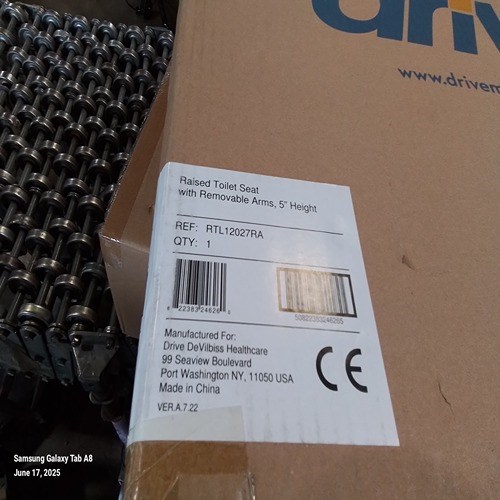 driv
www.drivem
Raised Toilet Seat
with Removable Arms, 5" Height
REF: RTL12027RA
QTY: 1
Manufactured For:
Drive DeVilbiss Healthcare
99 Seaview Boulevard
Port Washington NY, 11050 USA
Made in China
VER.A.7.22
CE
Samsung Galaxy Tab A8
June 17, 2025